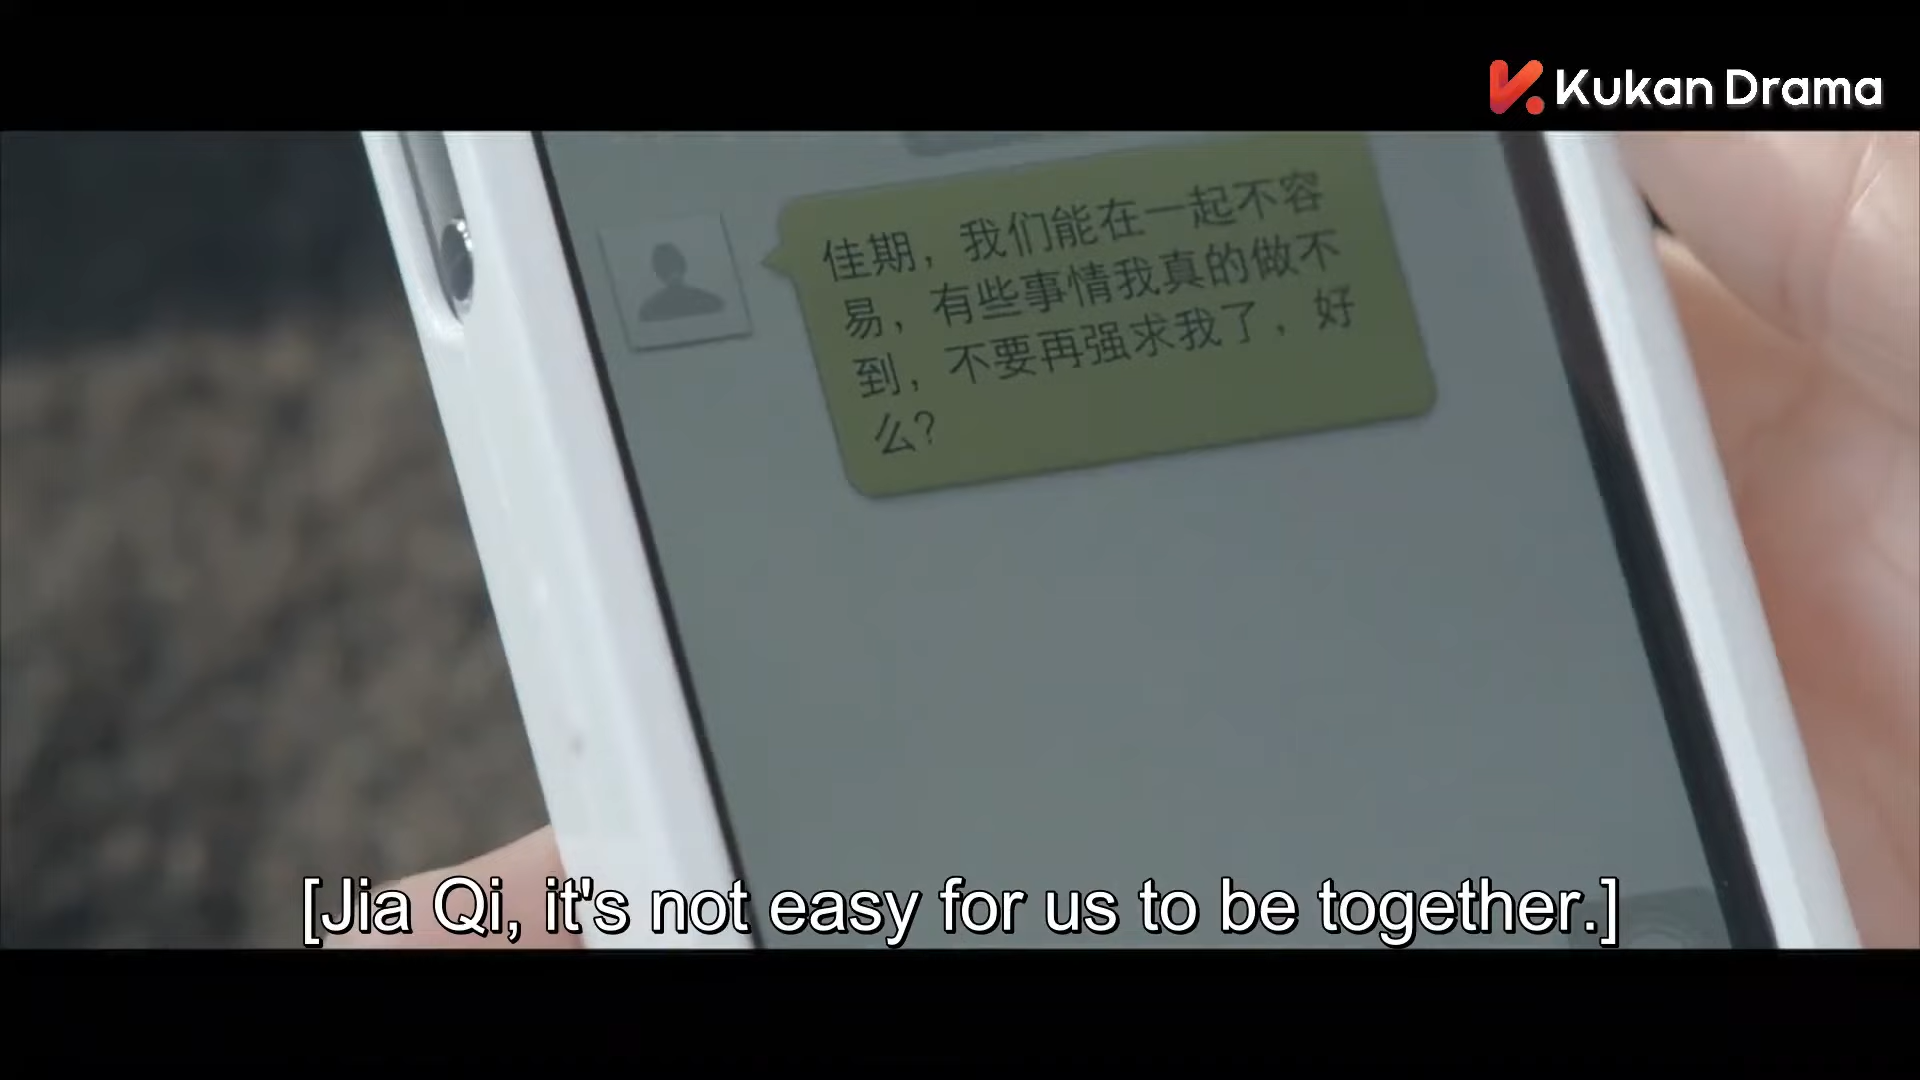 Kukan Drama
佳期，我们能在一起不容
易，有些事情我真的做不
到，不要再强求我了，好
么?
[Jia Qi, it's not easy for us to be together.]